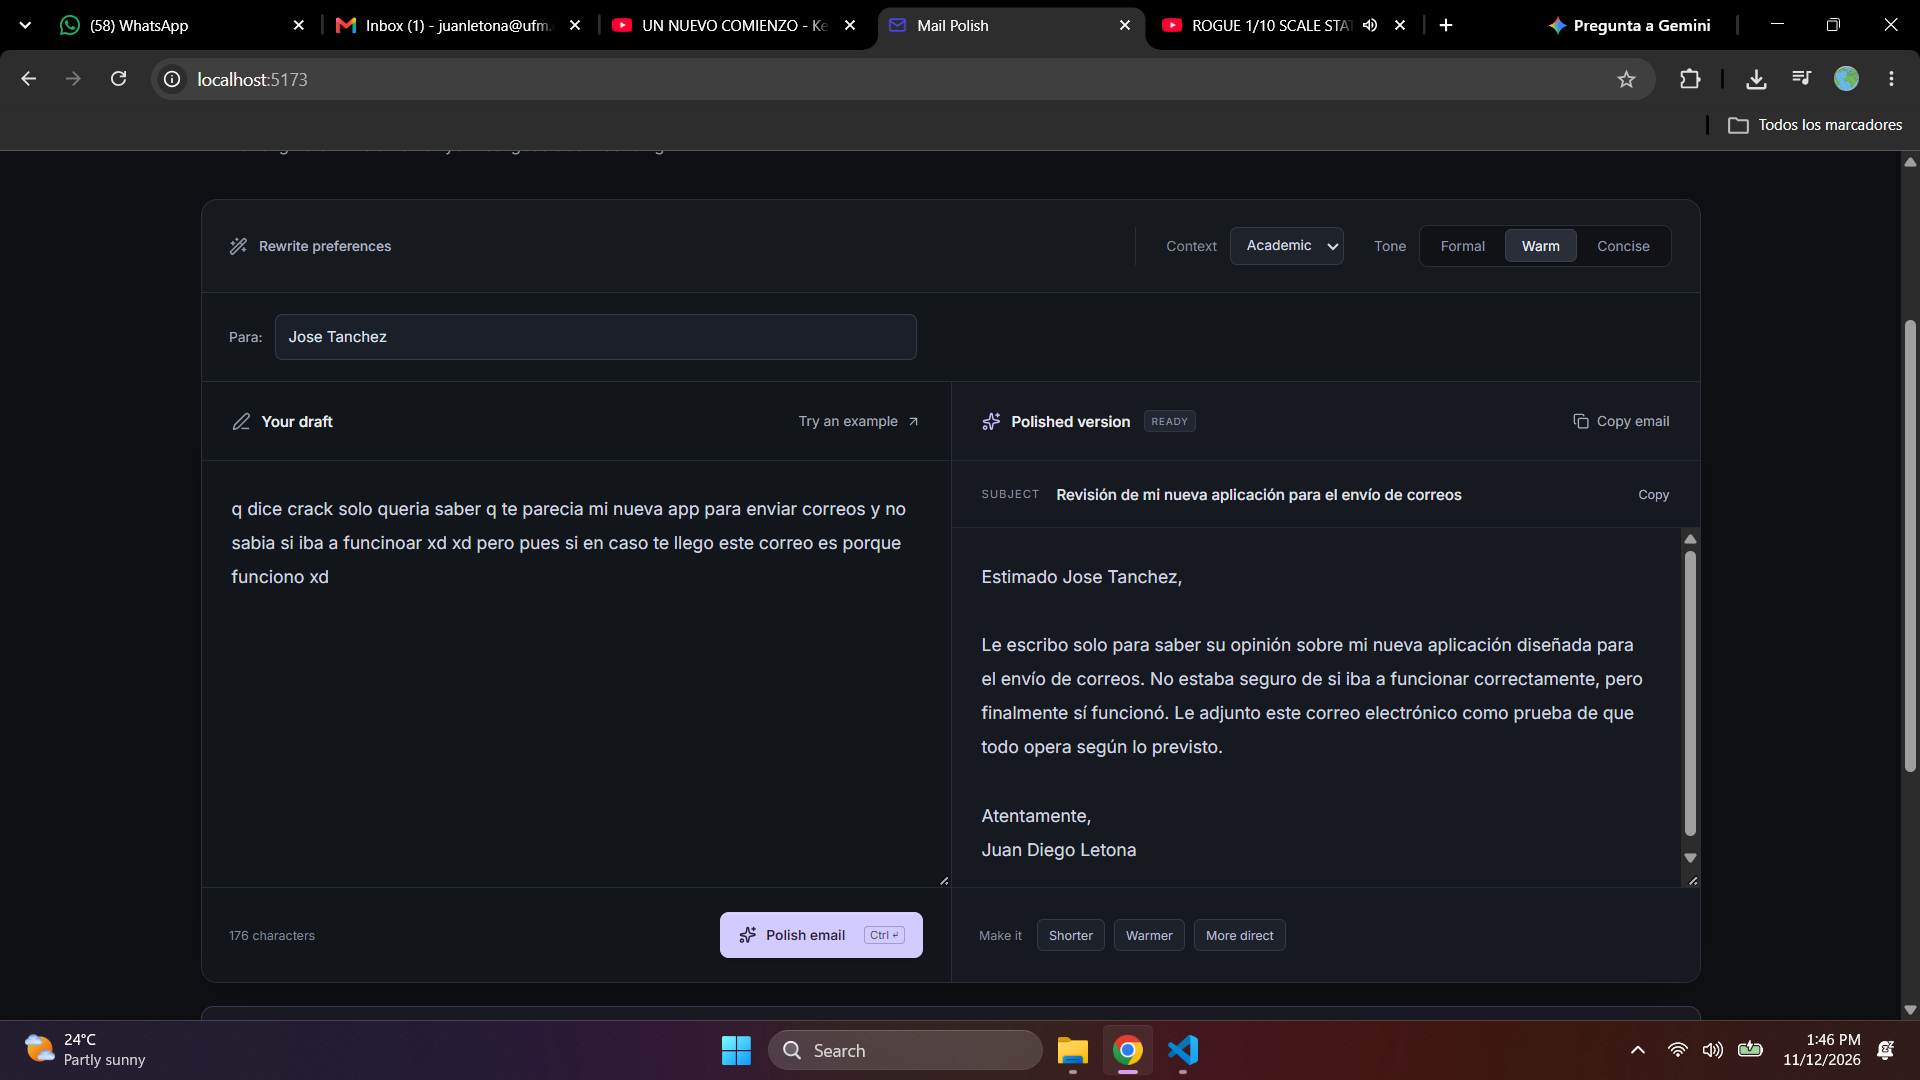 (58) WhatsApp
Inbox (1) - juanletona@ufm.
UN NUEVO COMIENZO - Ke
Mail Polish
ROGUE 1/10 SCALE STAT
Pregunta a Gemini
localhost:5173
Todos los marcadores
Rewrite preferences
Context
Academic
Tone
Formal
Warm
Concise
Para:
Jose Tanchez
Your draft
Try an example
Polished version
READY
Copy email
SUBJECT
Revisión de mi nueva aplicación para el envío de correos
Copy
q dice crack solo queria saber q te parecia mi nueva app para enviar correos y no
sabia si iba a funcinoar xd xd pero pues si en caso te llego este correo es porque
funciono xd
Estimado Jose Tanchez,
Le escribo solo para saber su opinión sobre mi nueva aplicación diseñada para
el envío de correos. No estaba seguro de si iba a funcionar correctamente, pero
finalmente sí funcionó. Le adjunto este correo electrónico como prueba de que
todo opera según lo previsto.
Atentamente,
Juan Diego Letona
176 characters
Polish email
Ctrl ↵
Make it
Shorter
Warmer
More direct
24°C
Partly sunny
Search
1:46 PM
11/12/2026